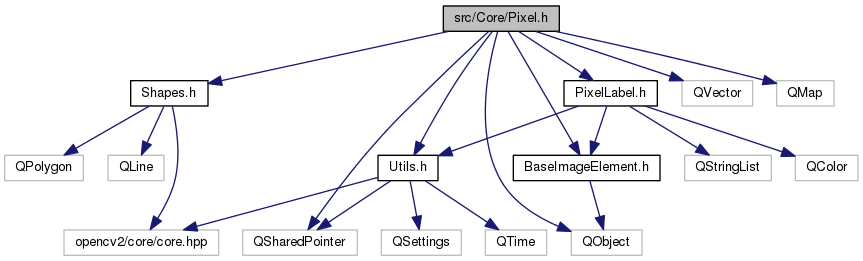 src/Core/Pixel.h
Shapes.h
PixelLabel.h
QVector
QMap
QPolygon
QLine
Utils.h
BaseImageElement.h
QStringList
QColor
opencv2/core/core.hpp
QSharedPointer
QSettings
QTime
QObject